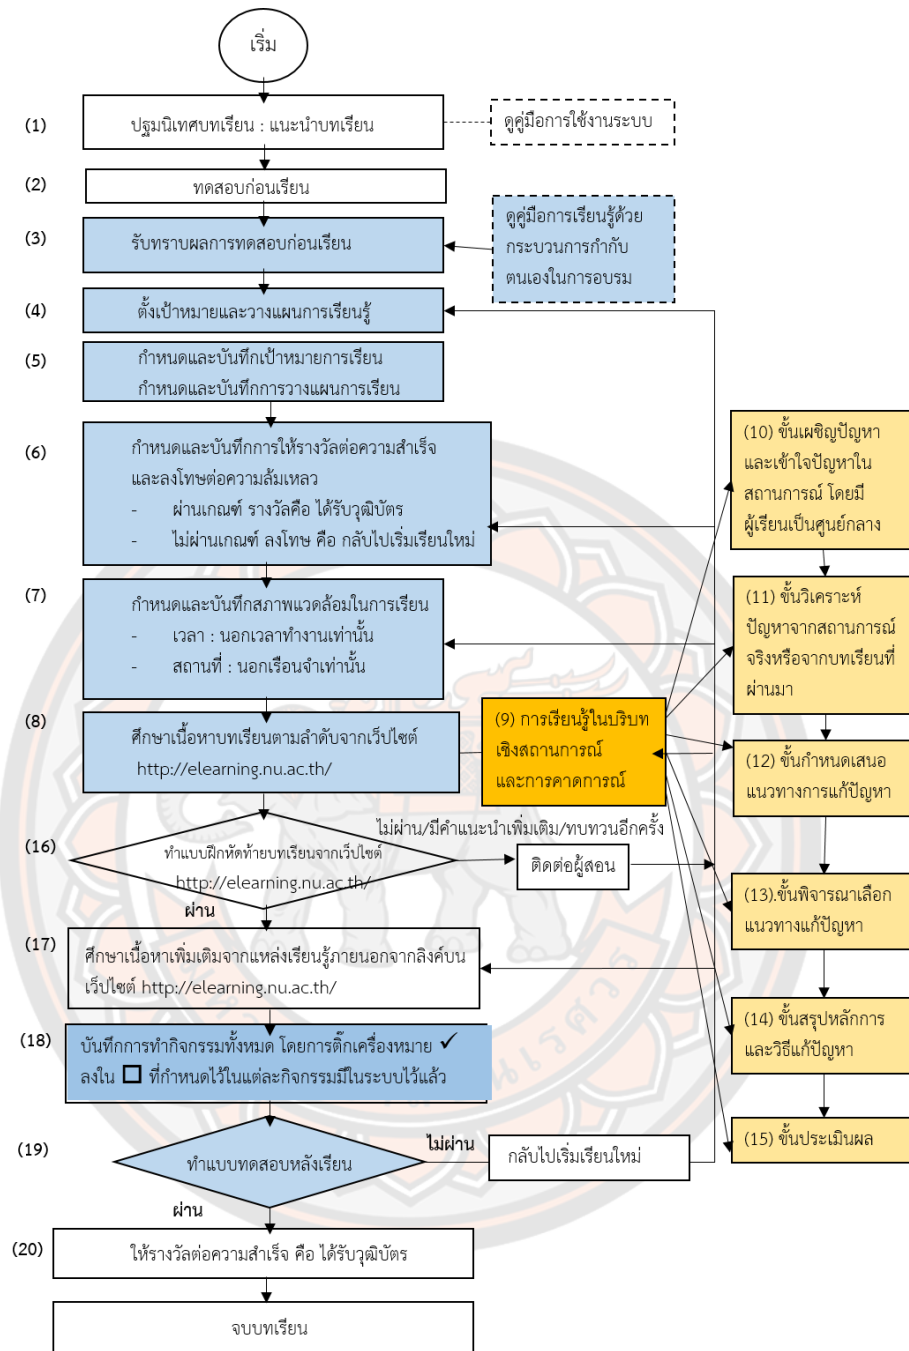 เริ่ม
(1)
ปฐมนิเทศบทเรียน : แนะนำบทเรียน
ดูคู่มือการใช้งานระบบ
(2)
ทดสอบก่อนเรียน
(3)
รับทราบผลการทดสอบก่อนเรียน
ดูคู่มือการเรียนรู้ด้วย
กระบวนการกำกับ
ตนเองในการอบรม
(4)
ตั้งเป้าหมายและวางแผนการเรียนรู้
(5)
กำหนดและบันทึกเป้าหมายการเรียน
กำหนดและบันทึกการวางแผนการเรียน
(6)
กำหนดและบันทึกการให้รางวัลต่อความสำเร็จ
และลงโทษต่อความล้มเหลว
- ผ่านเกณฑ์ รางวัลคือ ได้รับวุฒิบัตร
- ไม่ผ่านเกณฑ์ ลงโทษ คือ กลับไปเริ่มเรียนใหม่
(7)
กำหนดและบันทึกสภาพแวดล้อมในการเรียน
- เวลา : นอกเวลาทำงานเท่านั้น
- สถานที่ : นอกเรือนจำเท่านั้น
(8)
ศึกษาเนื้อหาบทเรียนตามลำดับจากเว็ปไซต์
http://elearning.nu.ac.th/
(9) การเรียนรู้ในบริบท
เชิงสถานการณ์
และการคาดการณ์
(10) ขั้นเผชิญปัญหา
และเข้าใจปัญหาใน
สถานการณ์ โดยมี
ผู้เรียนเป็นศูนย์กลาง
(11) ขั้นวิเคราะห์
ปัญหาจากสถานการณ์
จริงหรือจากบทเรียนที่
ผ่านมา
(12) ขั้นกำหนดเสนอ
แนวทางการแก้ปัญหา
(13).ขั้นพิจารณาเลือก
แนวทางแก้ปัญหา
(14) ขั้นสรุปหลักการ
และวิธีแก้ปัญหา
(15) ขั้นประเมินผล
(16)
ทำแบบฝึกหัดท้ายบทเรียนจากเว็ปไซต์
http://elearning.nu.ac.th/
ไม่ผ่าน/มีคำแนะนำเพิ่มเติม/ทบทวนอีกครั้ง
ติดต่อผู้สอน
ผ่าน
(17)
ศึกษาเนื้อหาเพิ่มเติมจากแหล่งเรียนรู้ภายนอกจากลิงค์บน
เว็ปไซต์ http://elearning.nu.ac.th/
(18)
บันทึกการทำกิจกรรมทั้งหมด โดยการติ๊กเครื่องหมาย ✓
ลงใน □ ที่กำหนดไว้ในแต่ละกิจกรรมมีในระบบไว้แล้ว
(19)
ทำแบบทดสอบหลังเรียน
ไม่ผ่าน
กลับไปเริ่มเรียนใหม่
ผ่าน
(20)
ให้รางวัลต่อความสำเร็จ คือ ได้รับวุฒิบัตร
จบบทเรียน